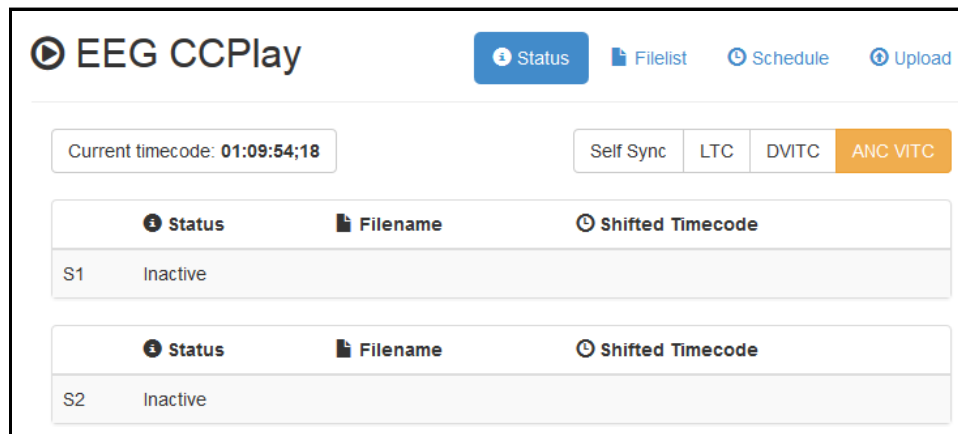 EEG CCPlay Status Filelist Schedule Upload
Current timecode: 01:09:54;18 Self Sync LTC DVITC ANC VITC
Status Filename Shifted Timecode
S1 Inactive
Status Filename Shifted Timecode
S2 Inactive